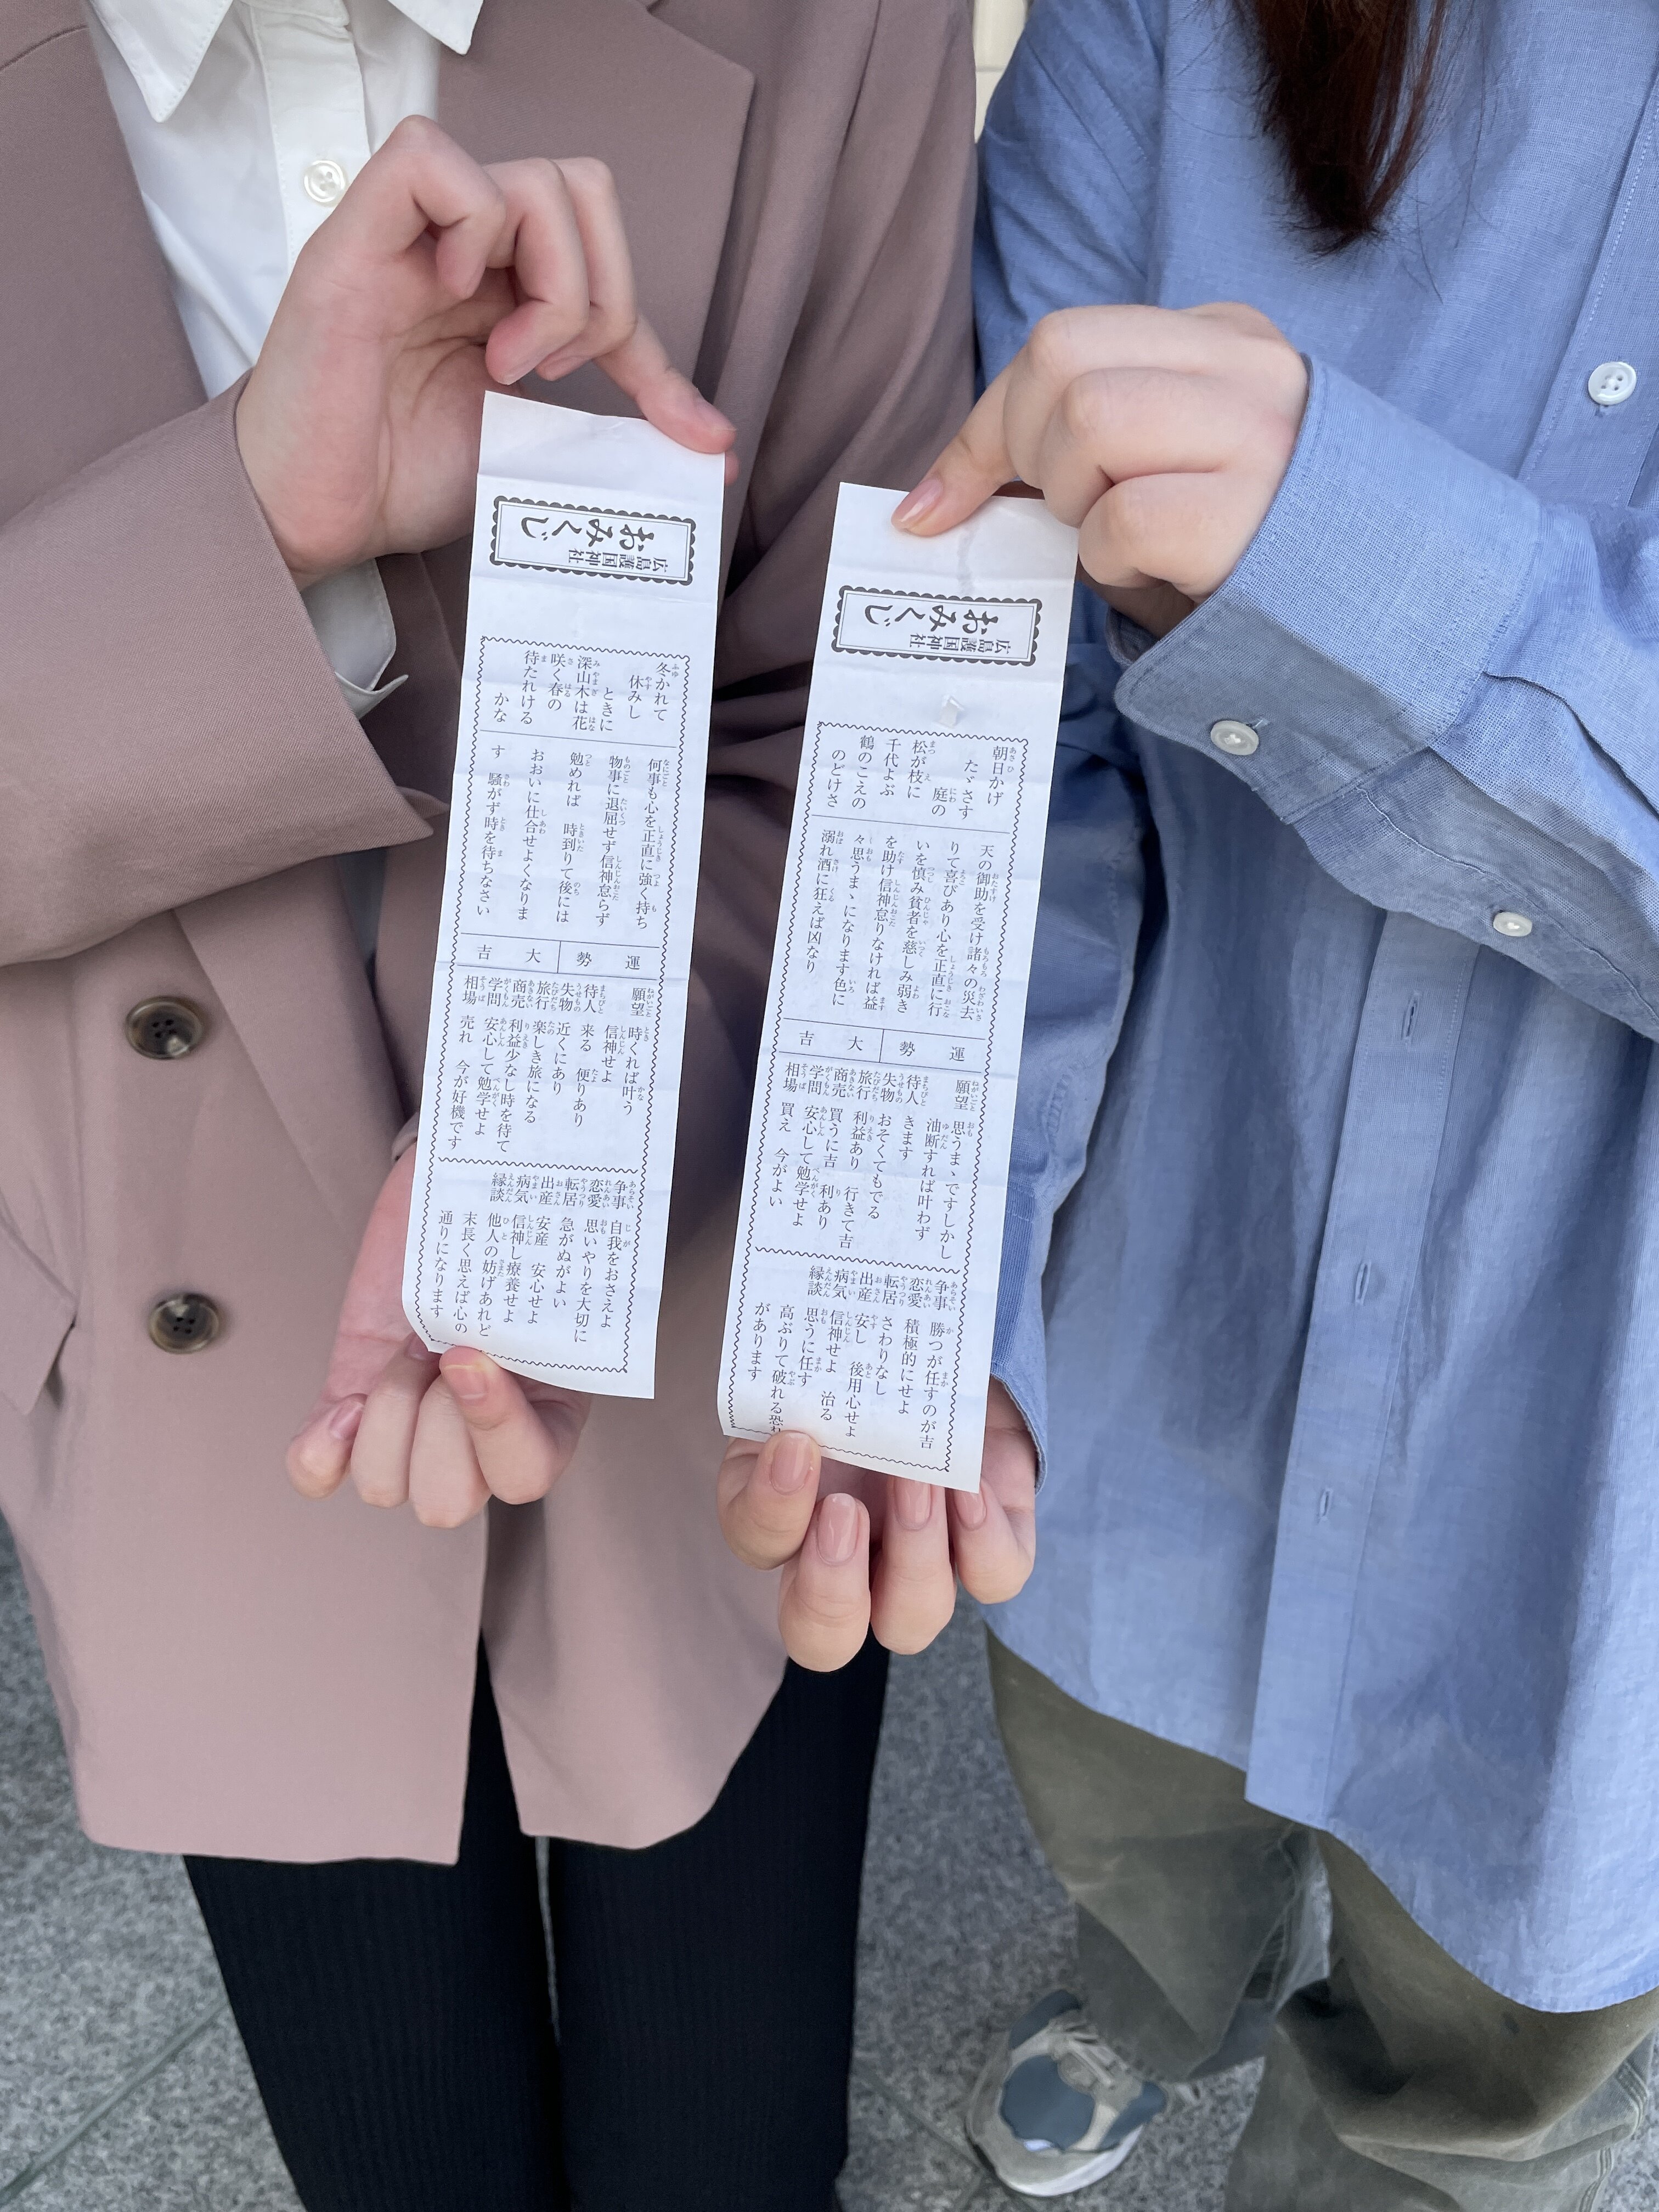 おみくじ
広島護国神社
冬かれて
休みし
ときに
深山木は花
咲く春の
待たれける
かな
何事も心を正直に強く持ち
物事に退屈せず信神怠らず
勉めれば 時到りて後には
おおいに仕合せよくなりま
す 騒がず時を待ちなさい
運勢 大吉
願望 時くれば叶う
信神せよ
待人 来る 便りあり
失物 近くにあり
旅行 楽しき旅になる
商売 利益少なし時を待て
学問 安心して勉学せよ
相場 売れ 今が好機です
争事 自我をおさえよ
恋愛 思いやりを大切に
転居 急がぬがよい
出産 安産 安心せよ
病気 信神し療養せよ
縁談 他人の妨げあれど
末長く思えば心の
通りになります
おみくじ
広島護国神社
朝日かげ
たゞさす
庭の
松が枝に
千代よぶ
鶴のこえの
のどけさ
天の御助を受け諸々の災去
りて喜びあり心を正直に行
いを慎み貧者を慈しみ弱き
を助け信神怠りなければ益
々思うまゝになります色に
溺れ酒に狂えば凶なり
運勢 大吉
願望 思うまゝですしかし
油断すれば叶わず
待人 きます
失物 おそくてもでる
旅行 利益あり 行きて吉
商売 買うに吉 利あり
学問 安心して勉学せよ
相場 買え 今がよい
争事 勝つが任すのが吉
恋愛 積極的にせよ
転居 さわりなし
出産 安し 後用心せよ
病気 信神せよ 治る
縁談 思うに任す
高ぶりて破れる恐れ
があります